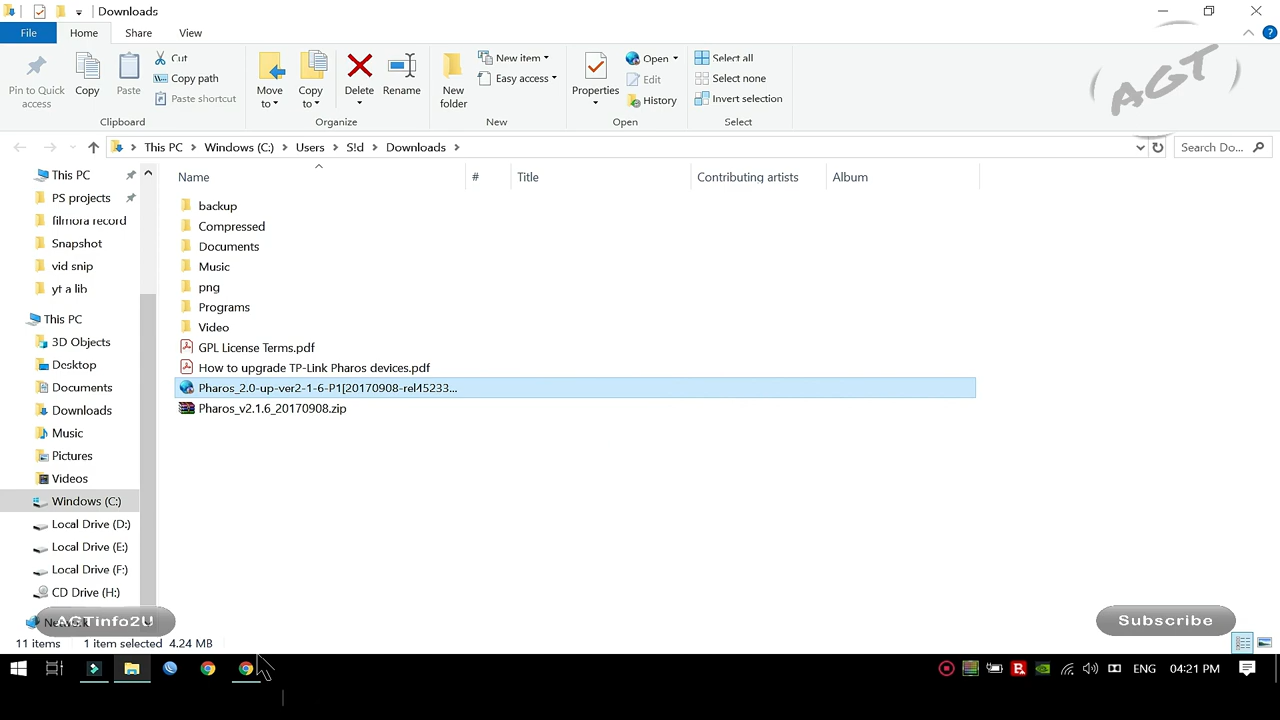 Downloads
File Home Share View
Pin to Quick access
Copy
Paste
Cut
Copy path
Paste shortcut
Clipboard
Move to
Copy to
Delete
Rename
Organize
New folder
New item
Easy access
New
Properties
Open
Edit
History
Open
Select all
Select none
Invert selection
Select
AGT
This PC Windows (C:) Users S!d Downloads
Search Do...
Name # Title Contributing artists Album
This PC
PS projects
filmora record
Snapshot
vid snip
yt a lib
This PC
3D Objects
Desktop
Documents
Downloads
Music
Pictures
Videos
Windows (C:)
Local Drive (D:)
Local Drive (E:)
Local Drive (F:)
CD Drive (H:)
backup
Compressed
Documents
Music
png
Programs
Video
GPL License Terms.pdf
How to upgrade TP-Link Pharos devices.pdf
Pharos_2.0-up-ver2-1-6-P1[20170908-rel45233...
Pharos_v2.1.6_20170908.zip
AGTinfo2U
Subscribe
11 items 1 item selected 4.24 MB
ENG 04:21 PM